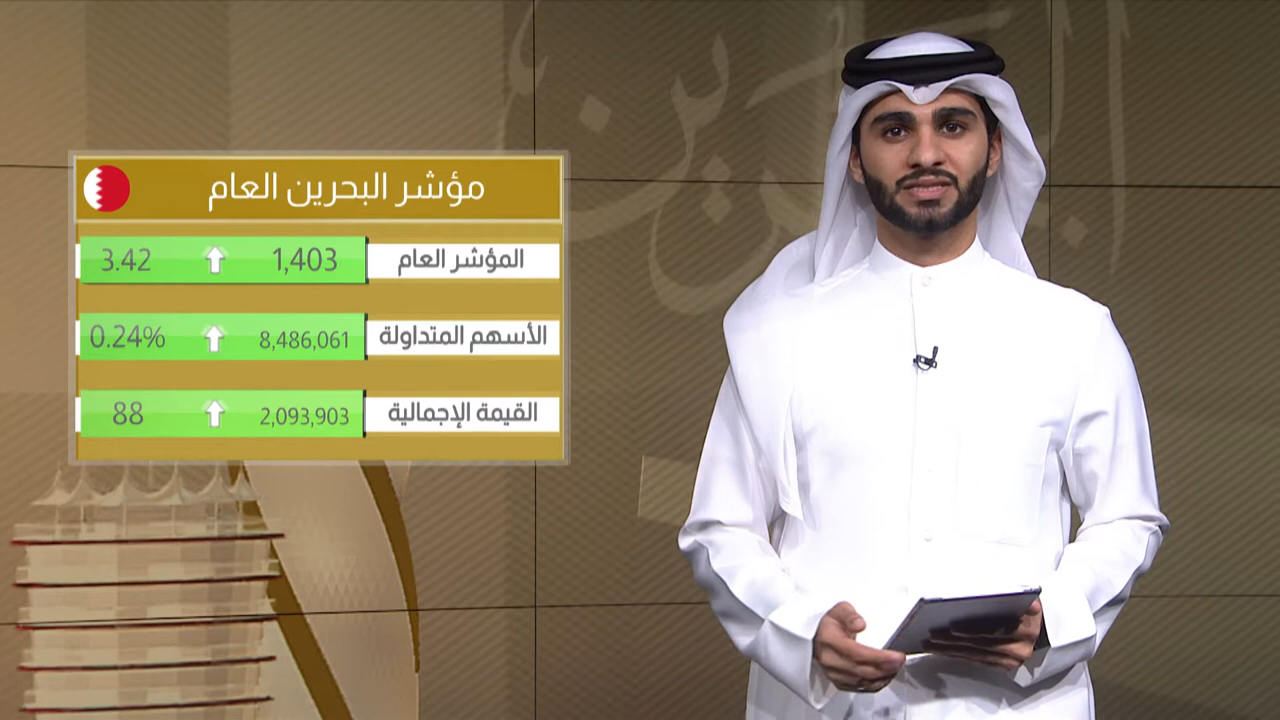 مؤشر البحرين العام
المؤشر العام 1,403 3.42
الأسهم المتداولة 8,486,061 0.24%
القيمة الإجمالية 2,093,903 88
البحرين